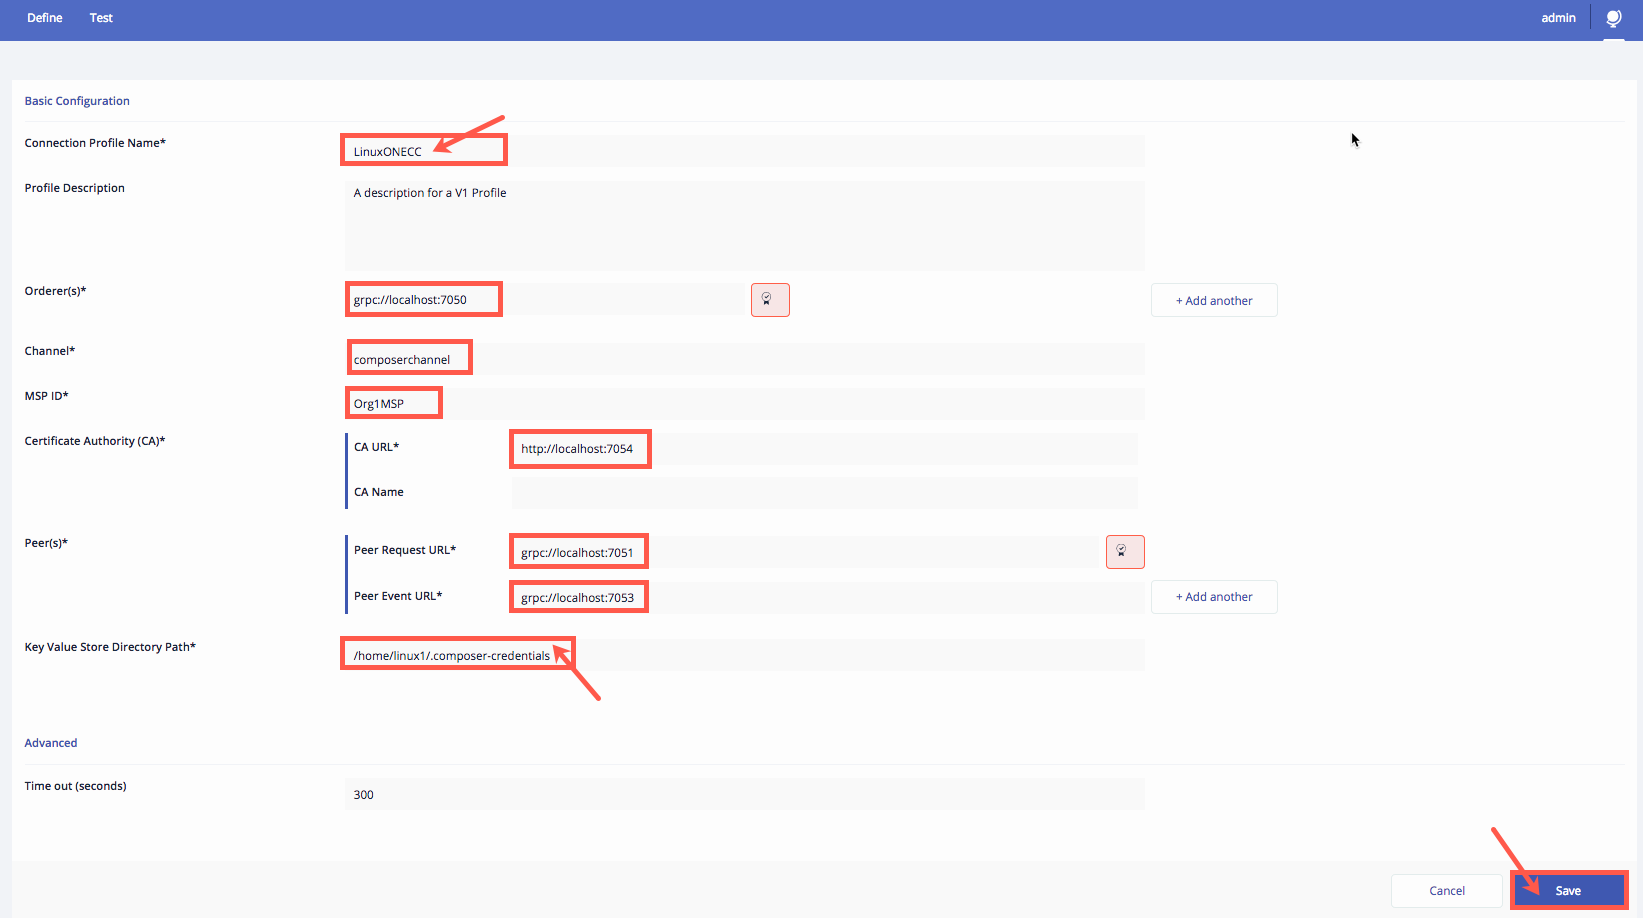 Define Test admin
Basic Configuration
Connection Profile Name* LinuxONECC
Profile Description A description for a V1 Profile
Orderer(s)* grpc://localhost:7050 + Add another
Channel* composerchannel
MSP ID* Org1MSP
Certificate Authority (CA)* CA URL* http://localhost:7054
CA Name
Peer(s)* Peer Request URL* grpc://localhost:7051
Peer Event URL* grpc://localhost:7053 + Add another
Key Value Store Directory Path* /home/linux1/.composer-credentials
Advanced
Time out (seconds) 300
Cancel Save